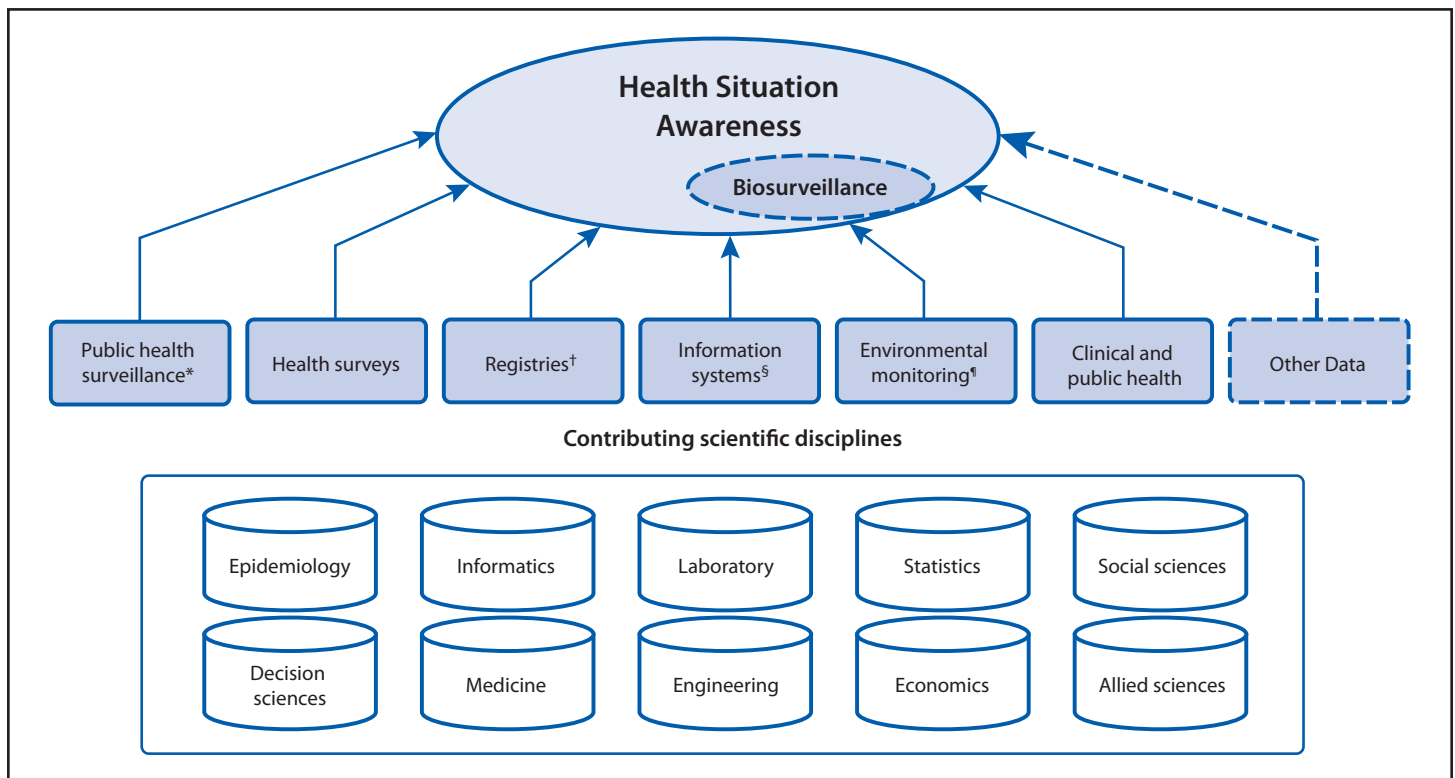 Health Situation
Awareness
Biosurveillance
Public health
surveillance*
Health surveys
Registries†
Information
systems§
Environmental
monitoring¶
Clinical and
public health
Other Data
Contributing scientific disciplines
Epidemiology
Informatics
Laboratory
Statistics
Social sciences
Decision
sciences
Medicine
Engineering
Economics
Allied sciences